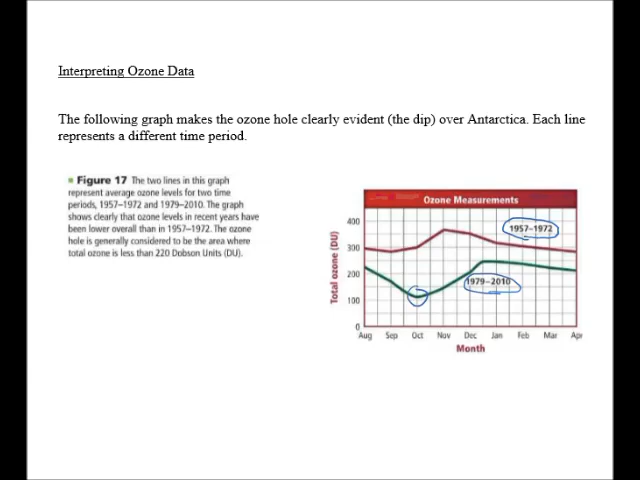 Interpreting Ozone Data
The following graph makes the ozone hole clearly evident (the dip) over Antarctica. Each line
represents a different time period.
Figure 17 The two lines in this graph
represent average ozone levels for two time
periods, 1957–1972 and 1979–2010. The graph
shows clearly that ozone levels in recent years have
been lower overall than in 1957–1972. The ozone
hole is generally considered to be the area where
total ozone is less than 220 Dobson Units (DU).
Ozone Measurements
Total ozone (DU)
400
300
200
100
0
1957–1972
1979–2010
Aug Sep Oct Nov Dec Jan Feb Mar Apr
Month